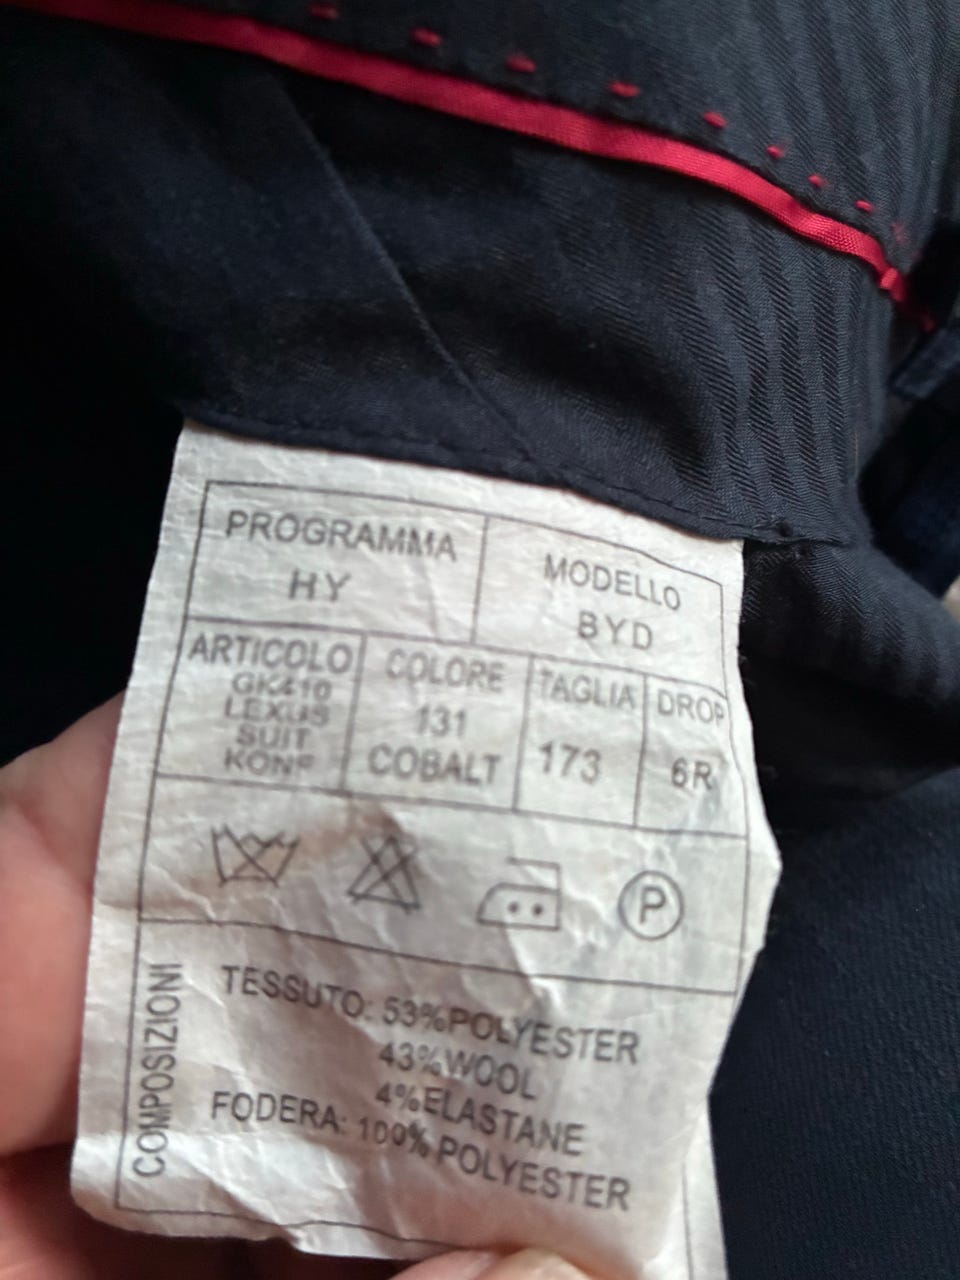 PROGRAMMA
HY
MODELLO
BYD
ARTICOLO
GK410
LEXUS
SUIT
KONF
COLORE
131
COBALT
TAGLIA
173
DROP
6R
P
COMPOSIZIONI
TESSUTO: 53%POLYESTER
43%WOOL
4%ELASTANE
FODERA: 100% POLYESTER